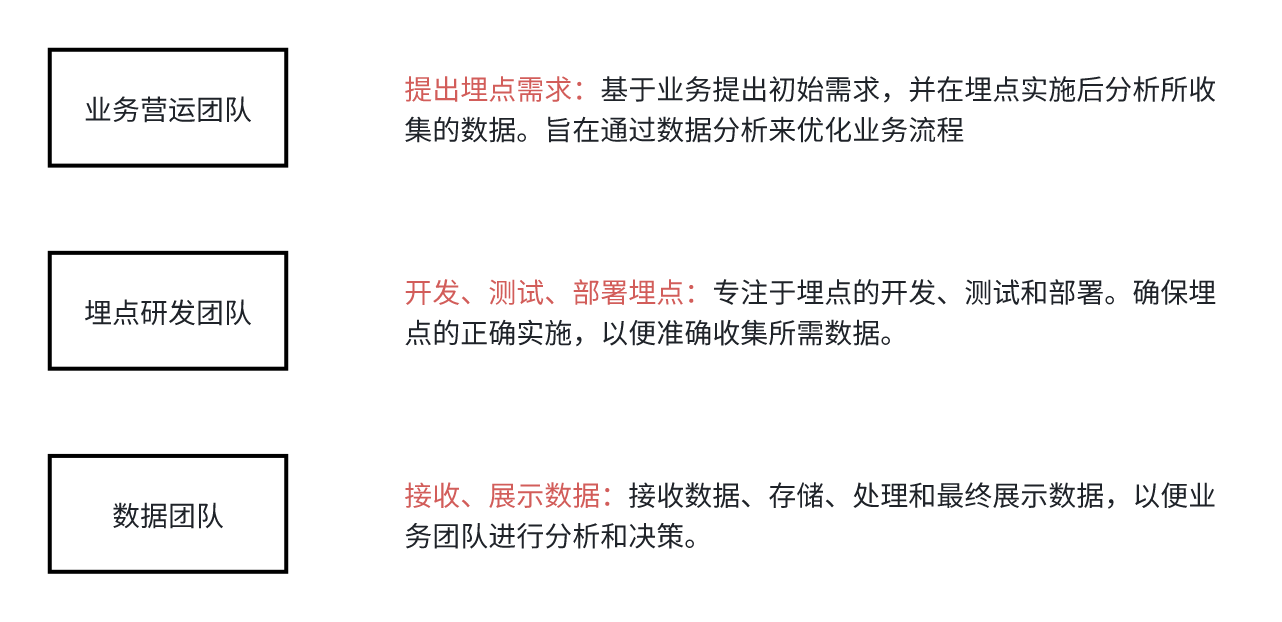 业务营运团队
提出埋点需求：基于业务提出初始需求，并在埋点实施后分析所收
集的数据。旨在通过数据分析来优化业务流程
埋点研发团队
开发、测试、部署埋点：专注于埋点的开发、测试和部署。确保埋
点的正确实施，以便准确收集所需数据。
数据团队
接收、展示数据：接收数据、存储、处理和最终展示数据，以便业
务团队进行分析和决策。